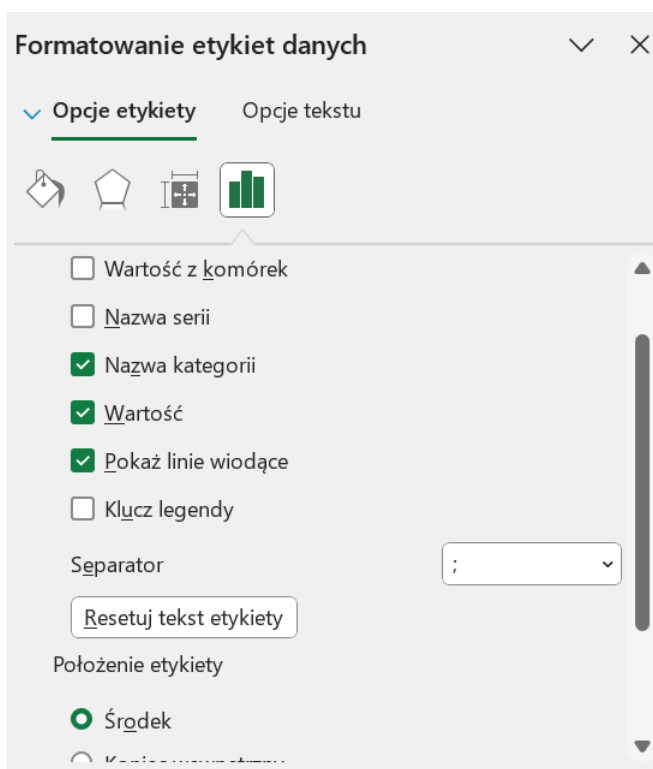 Formatowanie etykiet danych
Opcje etykiety Opcje tekstu
Wartość z komórek
Nazwa serii
Nazwa kategorii
Wartość
Pokaż linie wiodące
Klucz legendy
Separator ;
Resetuj tekst etykiety
Położenie etykiety
Środek